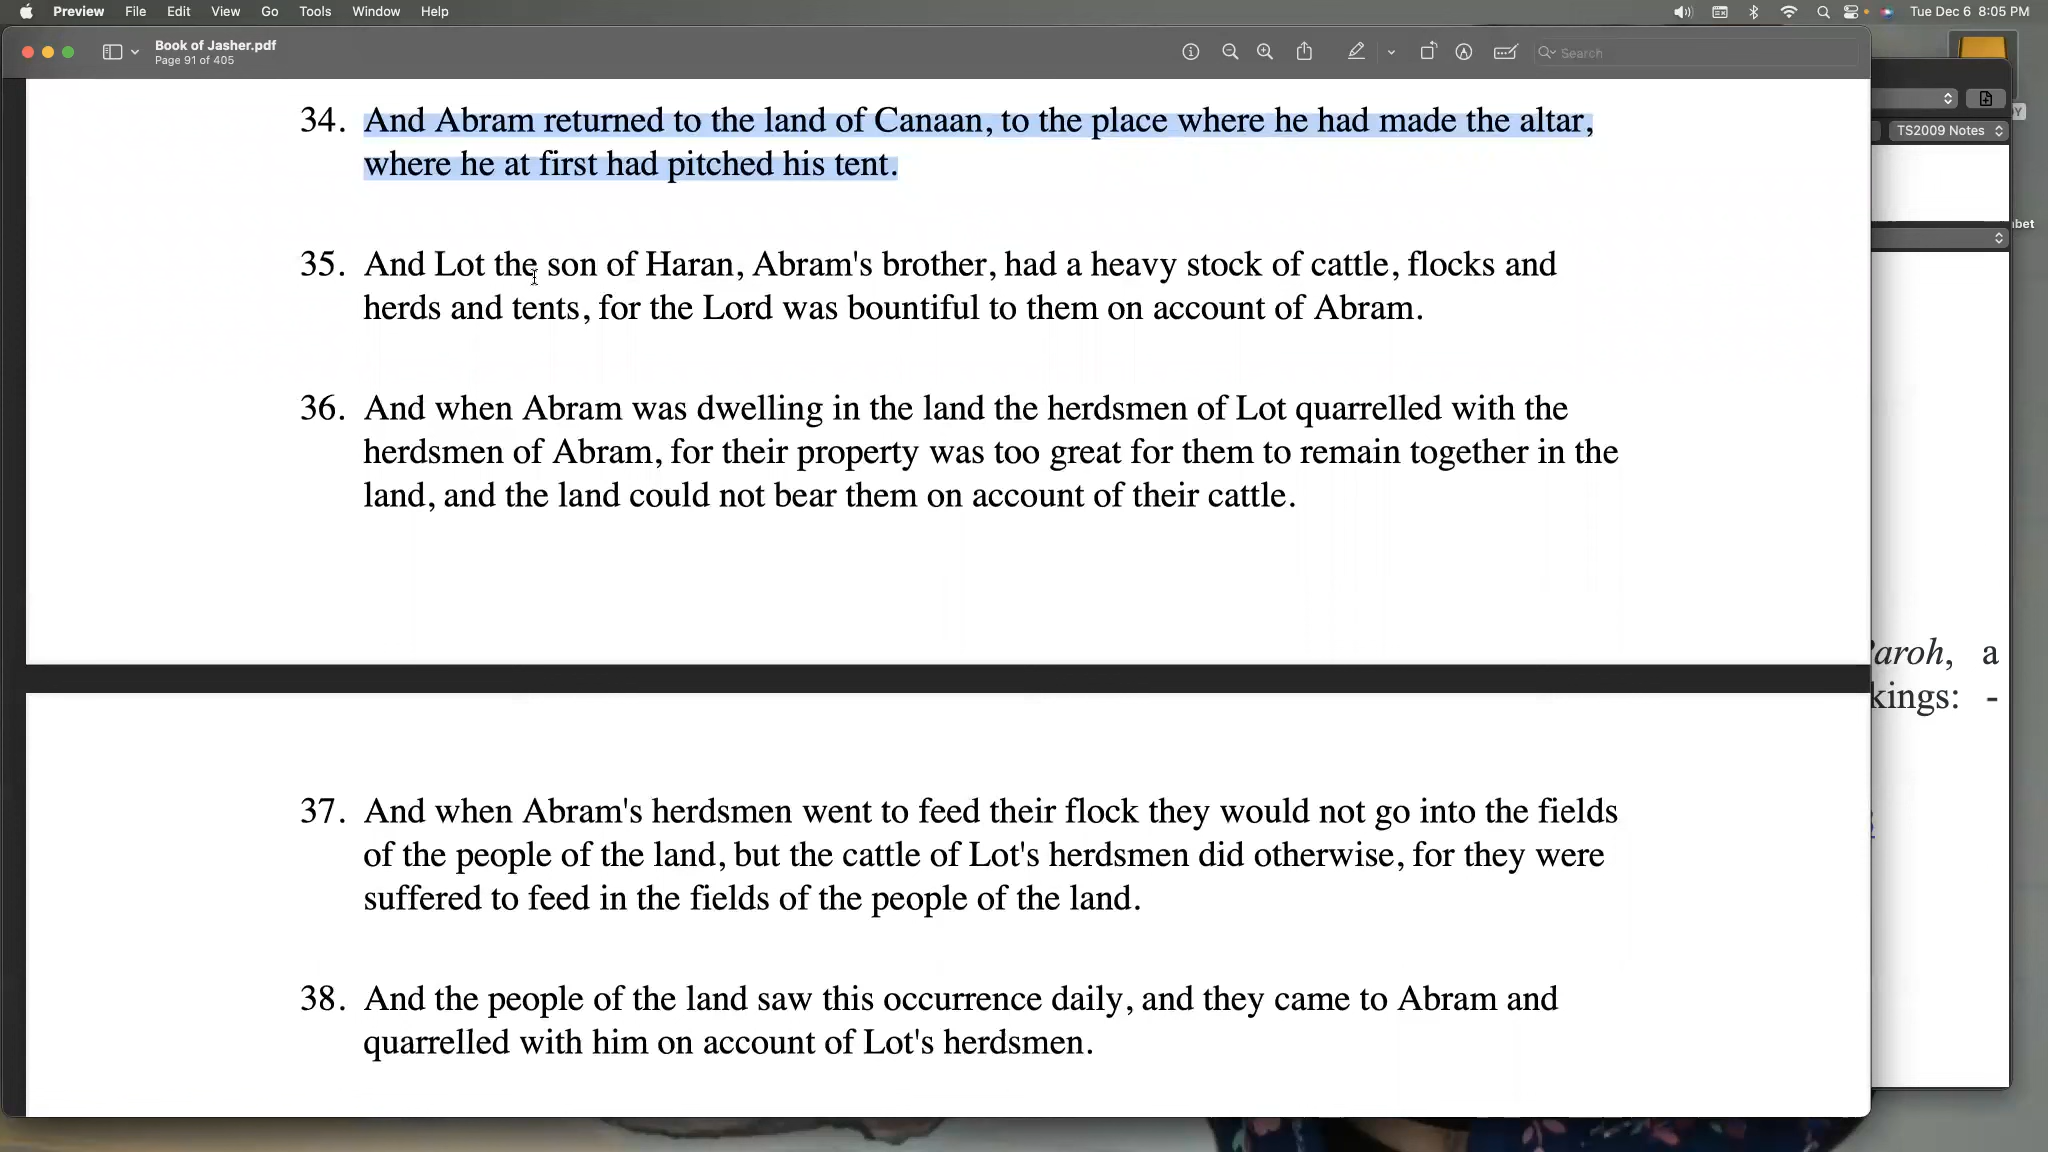 Preview File Edit View Go Tools Window Help Tue Dec 6 8:05 PM
Book of Jasher.pdf
Page 91 of 405
Search
TS2009 Notes
34. And Abram returned to the land of Canaan, to the place where he had made the altar,
where he at first had pitched his tent.
35. And Lot the son of Haran, Abram's brother, had a heavy stock of cattle, flocks and
herds and tents, for the Lord was bountiful to them on account of Abram.
36. And when Abram was dwelling in the land the herdsmen of Lot quarrelled with the
herdsmen of Abram, for their property was too great for them to remain together in the
land, and the land could not bear them on account of their cattle.
aroh, a
kings: -
37. And when Abram's herdsmen went to feed their flock they would not go into the fields
of the people of the land, but the cattle of Lot's herdsmen did otherwise, for they were
suffered to feed in the fields of the people of the land.
38. And the people of the land saw this occurrence daily, and they came to Abram and
quarrelled with him on account of Lot's herdsmen.